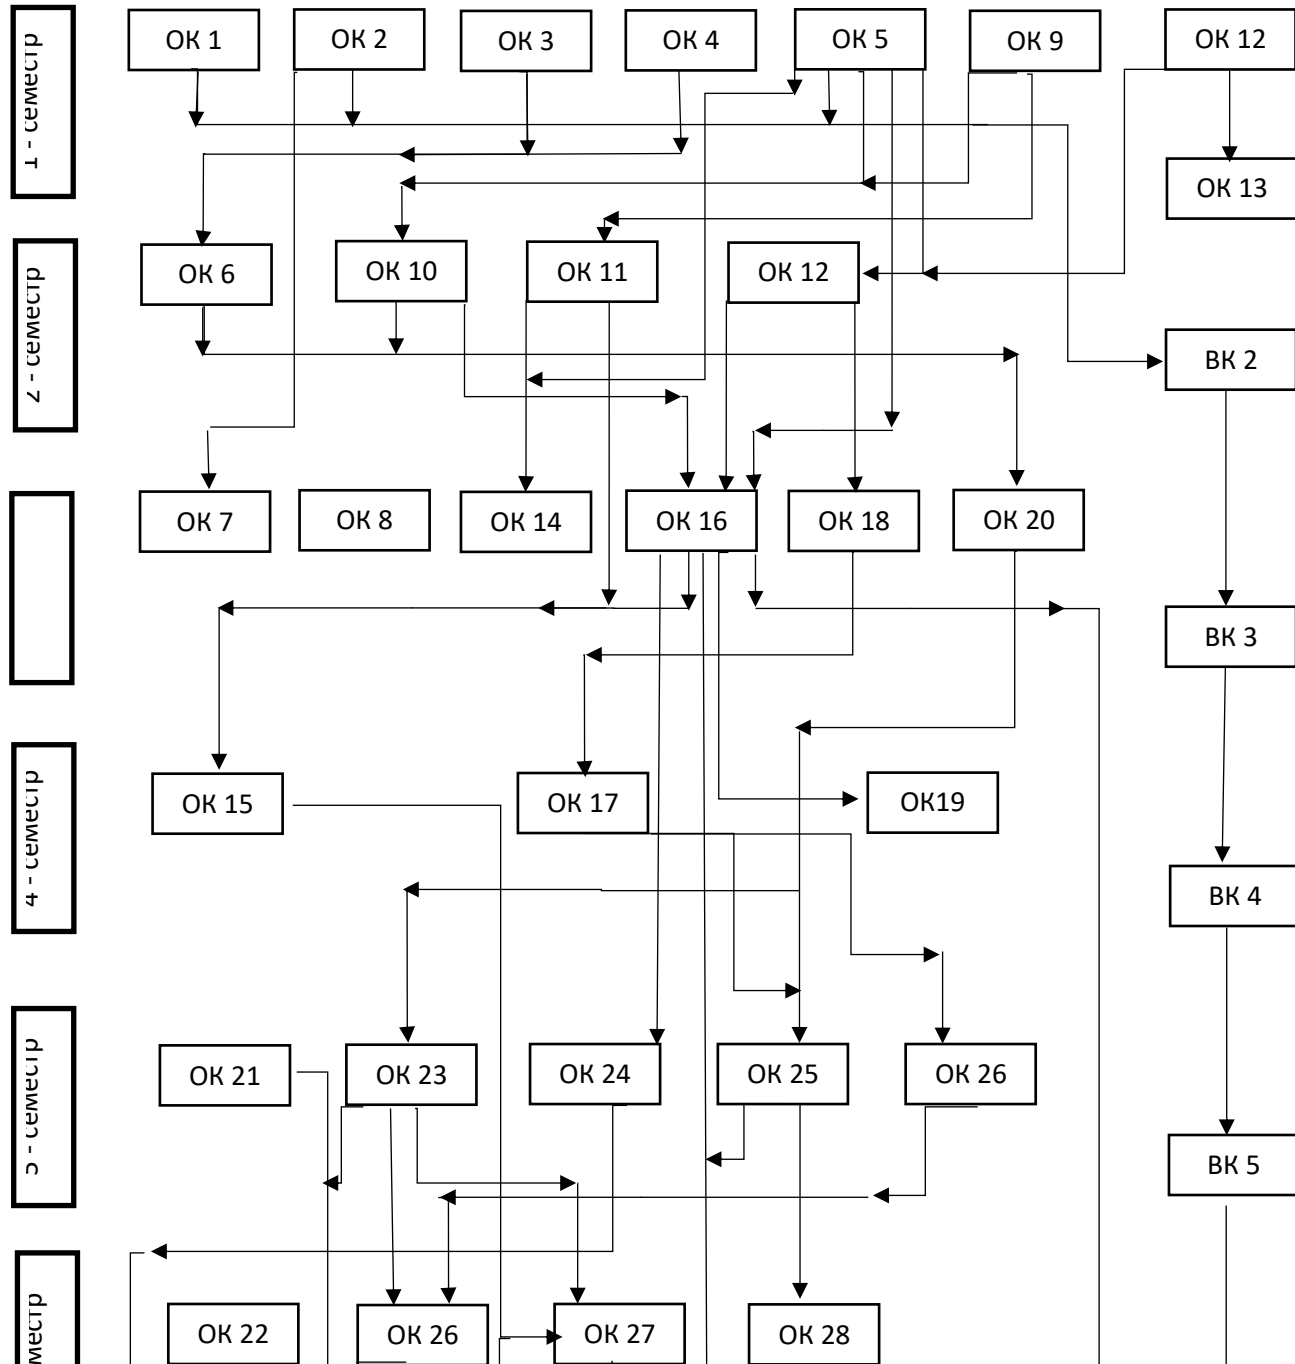 1 - семестр
ОК 1
ОК 2
ОК 3
ОК 4
ОК 5
ОК 9
ОК 12
ОК 13
2 - семестр
ОК 6
ОК 10
ОК 11
ОК 12
ВК 2
ОК 7
ОК 8
ОК 14
ОК 16
ОК 18
ОК 20
ВК 3
4 - семестр
ОК 15
ОК 17
ОК19
ВК 4
5 - семестр
ОК 21
ОК 23
ОК 24
ОК 25
ОК 26
ВК 5
ОК 22
ОК 26
ОК 27
ОК 28